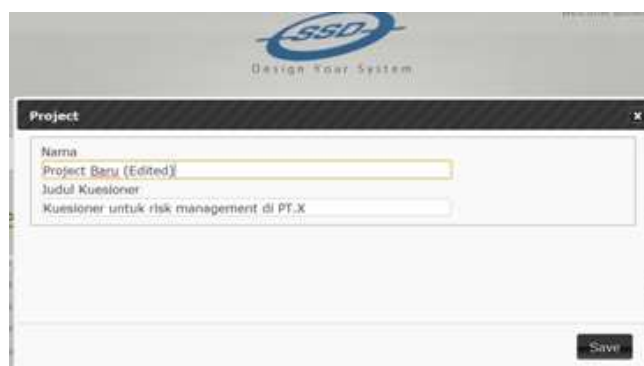 SSD
Design Your System
Project
x
Nama
Project Baru (Edited)
Judul Kuesioner
Kuesioner untuk risk management di PT.X
Save